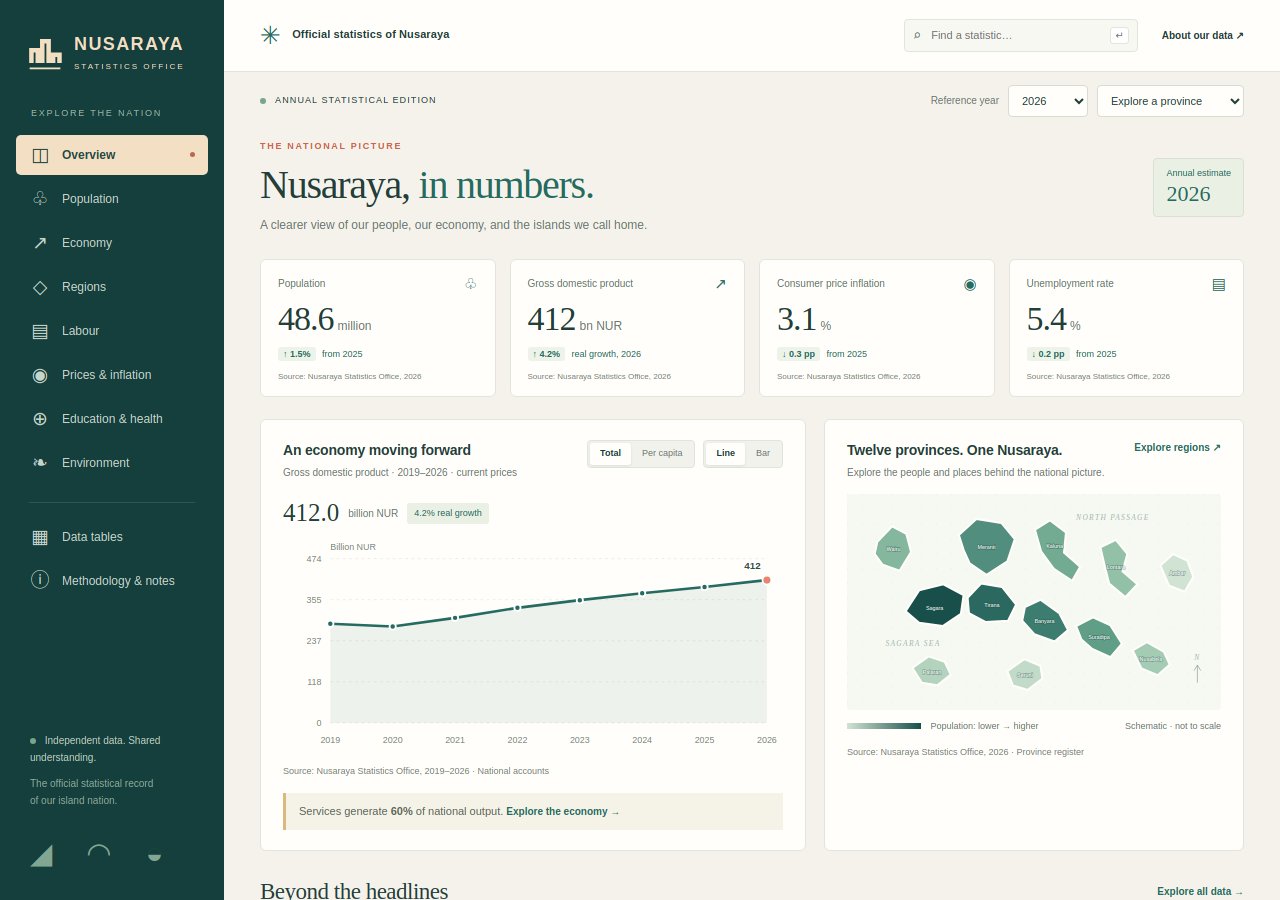 NUSARAYA
STATISTICS OFFICE
EXPLORE THE NATION
Overview
Population
Economy
Regions
Labour
Prices & inflation
Education & health
Environment
Data tables
Methodology & notes
Independent data. Shared
understanding.
The official statistical record
of our island nation.
Official statistics of Nusaraya
Find a statistic…
↵
About our data ↗
ANNUAL STATISTICAL EDITION
Reference year
2026
Explore a province
THE NATIONAL PICTURE
Nusaraya, in numbers.
A clearer view of our people, our economy, and the islands we call home.
Annual estimate
2026
Population
48.6 million
↑ 1.5% from 2025
Source: Nusaraya Statistics Office, 2026
Gross domestic product
412 bn NUR
↑ 4.2% real growth, 2026
Source: Nusaraya Statistics Office, 2026
Consumer price inflation
3.1 %
↓ 0.3 pp from 2025
Source: Nusaraya Statistics Office, 2026
Unemployment rate
5.4 %
↓ 0.2 pp from 2025
Source: Nusaraya Statistics Office, 2026
An economy moving forward
Total Per capita
Line Bar
Gross domestic product · 2019–2026 · current prices
412.0 billion NUR 4.2% real growth
Billion NUR
474
355
237
118
0
412
2019 2020 2021 2022 2023 2024 2025 2026
Source: Nusaraya Statistics Office, 2019–2026 · National accounts
Services generate 60% of national output. Explore the economy →
Twelve provinces. One Nusaraya.
Explore regions ↗
Explore the people and places behind the national picture.
NORTH PASSAGE
Meranti
Kaluna
Lontara
Sagara
Tirana
Banyara
Suradipa
SAGARA SEA
N
Population: lower → higher
Schematic · not to scale
Source: Nusaraya Statistics Office, 2026 · Province register
Beyond the headlines
Explore all data →